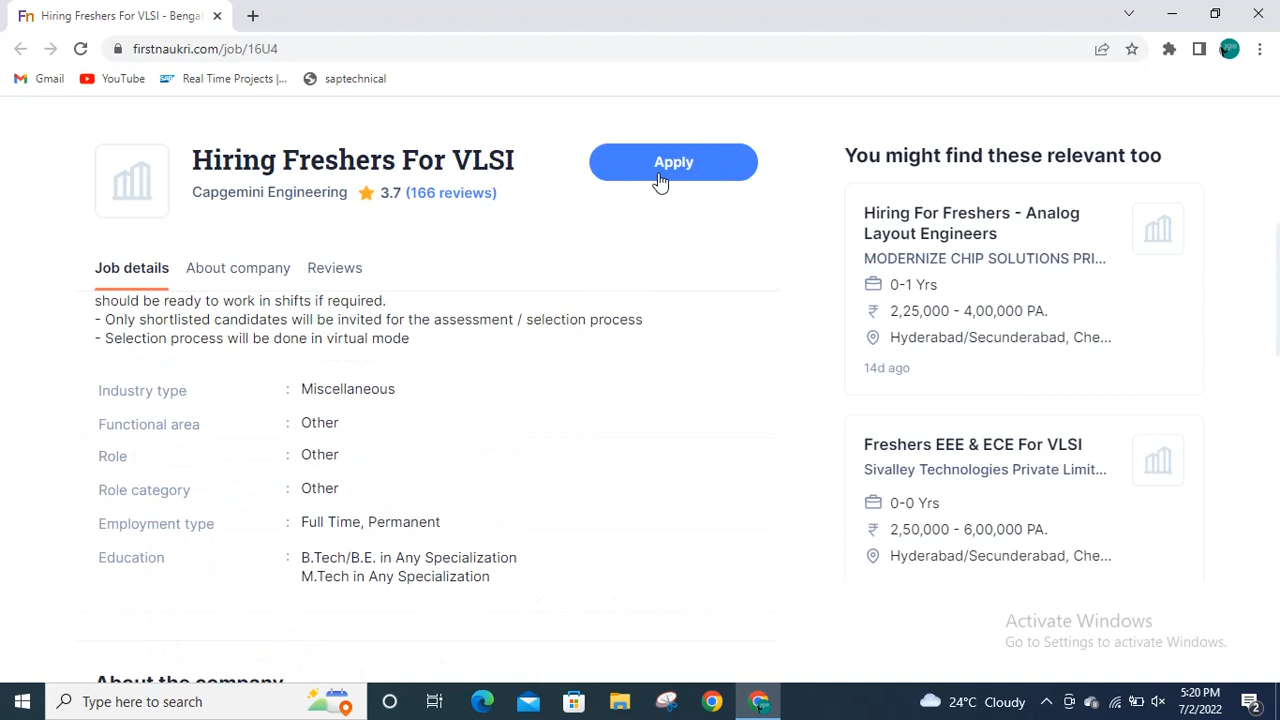 Hiring Freshers For VLSI - Benga
firstnaukri.com/job/16U4
Gmail
YouTube
Real Time Projects |...
saptechnical
Hiring Freshers For VLSI
Capgemini Engineering 3.7 (166 reviews)
Apply
Job details About company Reviews
should be ready to work in shifts if required.
- Only shortlisted candidates will be invited for the assessment / selection process
- Selection process will be done in virtual mode
Industry type : Miscellaneous
Functional area : Other
Role : Other
Role category : Other
Employment type : Full Time, Permanent
Education : B.Tech/B.E. in Any Specialization
M.Tech in Any Specialization
About the company
You might find these relevant too
Hiring For Freshers - Analog
Layout Engineers
MODERNIZE CHIP SOLUTIONS PRI...
0-1 Yrs
₹ 2,25,000 - 4,00,000 PA.
Hyderabad/Secunderabad, Che...
14d ago
Freshers EEE & ECE For VLSI
Sivalley Technologies Private Limit...
0-0 Yrs
₹ 2,50,000 - 6,00,000 PA.
Hyderabad/Secunderabad, Che...
Activate Windows
Go to Settings to activate Windows.
Type here to search
24°C Cloudy
5:20 PM
7/2/2022
2